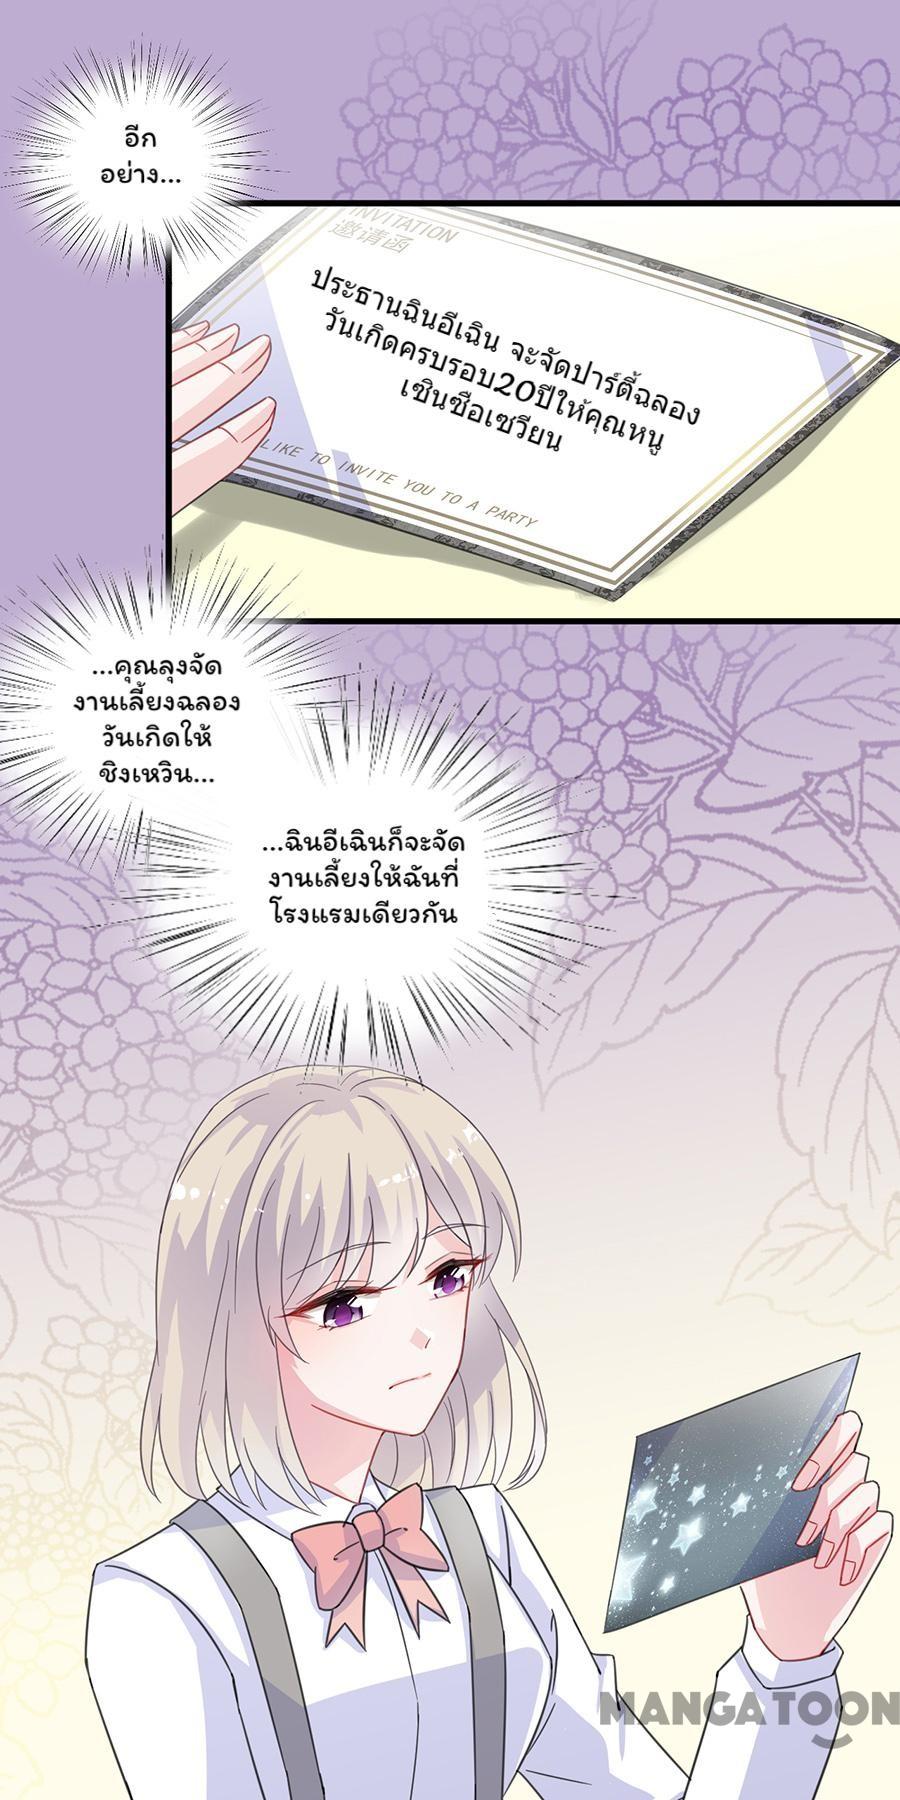 อีก
อย่าง...
INVITATION
邀请函
ประธานฉินอีเฉิน จะจัดปาร์ตี้ฉลอง
วันเกิดครบรอบ20ปีให้คุณหนู
เซินซือเซวียน
LIKE TO INVITE YOU TO A PARTY
...คุณลุงจัด
งานเลี้ยงฉลอง
วันเกิดให้
ชิงเหวิน...
...ฉินอีเฉินก็จะจัด
งานเลี้ยงให้ฉันที่
โรงแรมเดียวกัน
MANGATOON